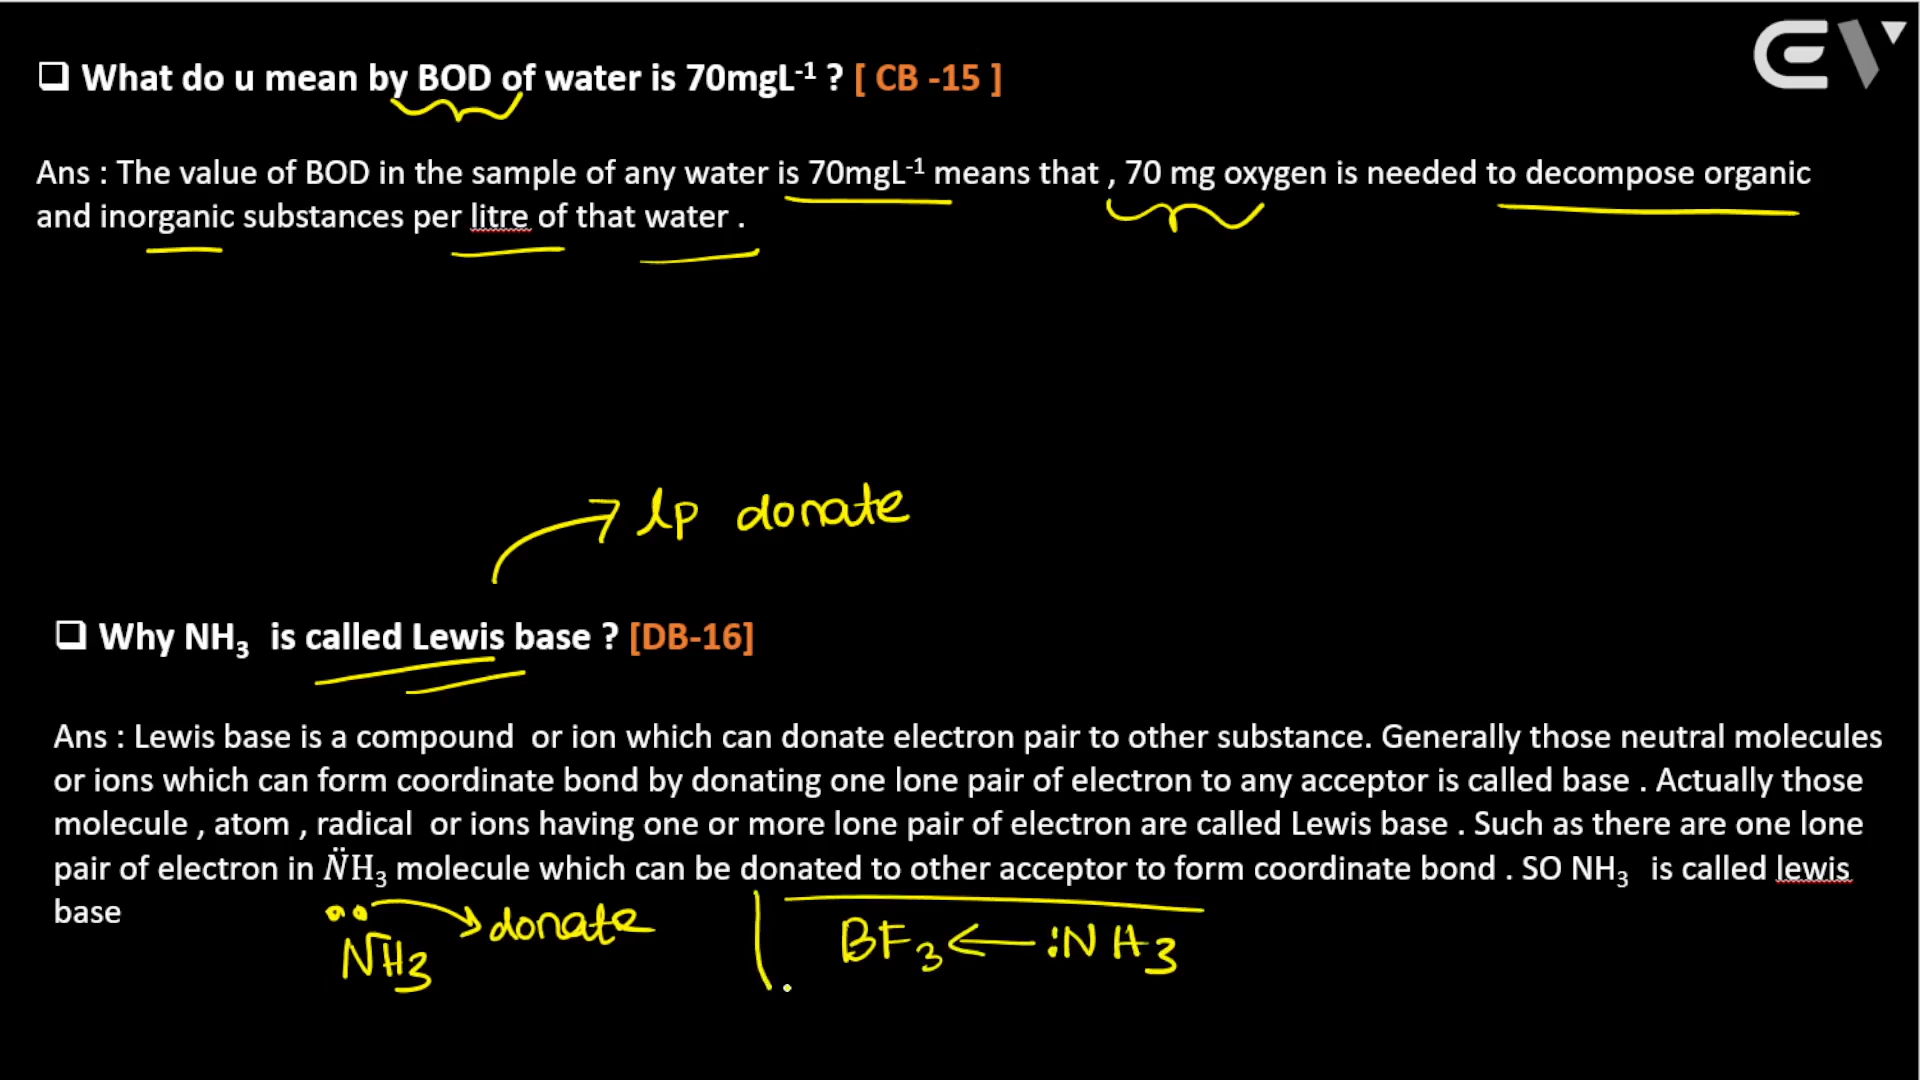 EV
❑ What do u mean by BOD of water is 70mgL⁻¹ ? [ CB -15 ]
Ans : The value of BOD in the sample of any water is 70mgL⁻¹ means that , 70 mg oxygen is needed to decompose organic
and inorganic substances per litre of that water .
lp donate
❑ Why NH₃ is called Lewis base ? [DB-16]
Ans : Lewis base is a compound or ion which can donate electron pair to other substance. Generally those neutral molecules
or ions which can form coordinate bond by donating one lone pair of electron to any acceptor is called base . Actually those
molecule , atom , radical or ions having one or more lone pair of electron are called Lewis base . Such as there are one lone
pair of electron in N̈H₃ molecule which can be donated to other acceptor to form coordinate bond . SO NH₃ is called lewis
base
NH3 → donate
BF3 ← :NH3